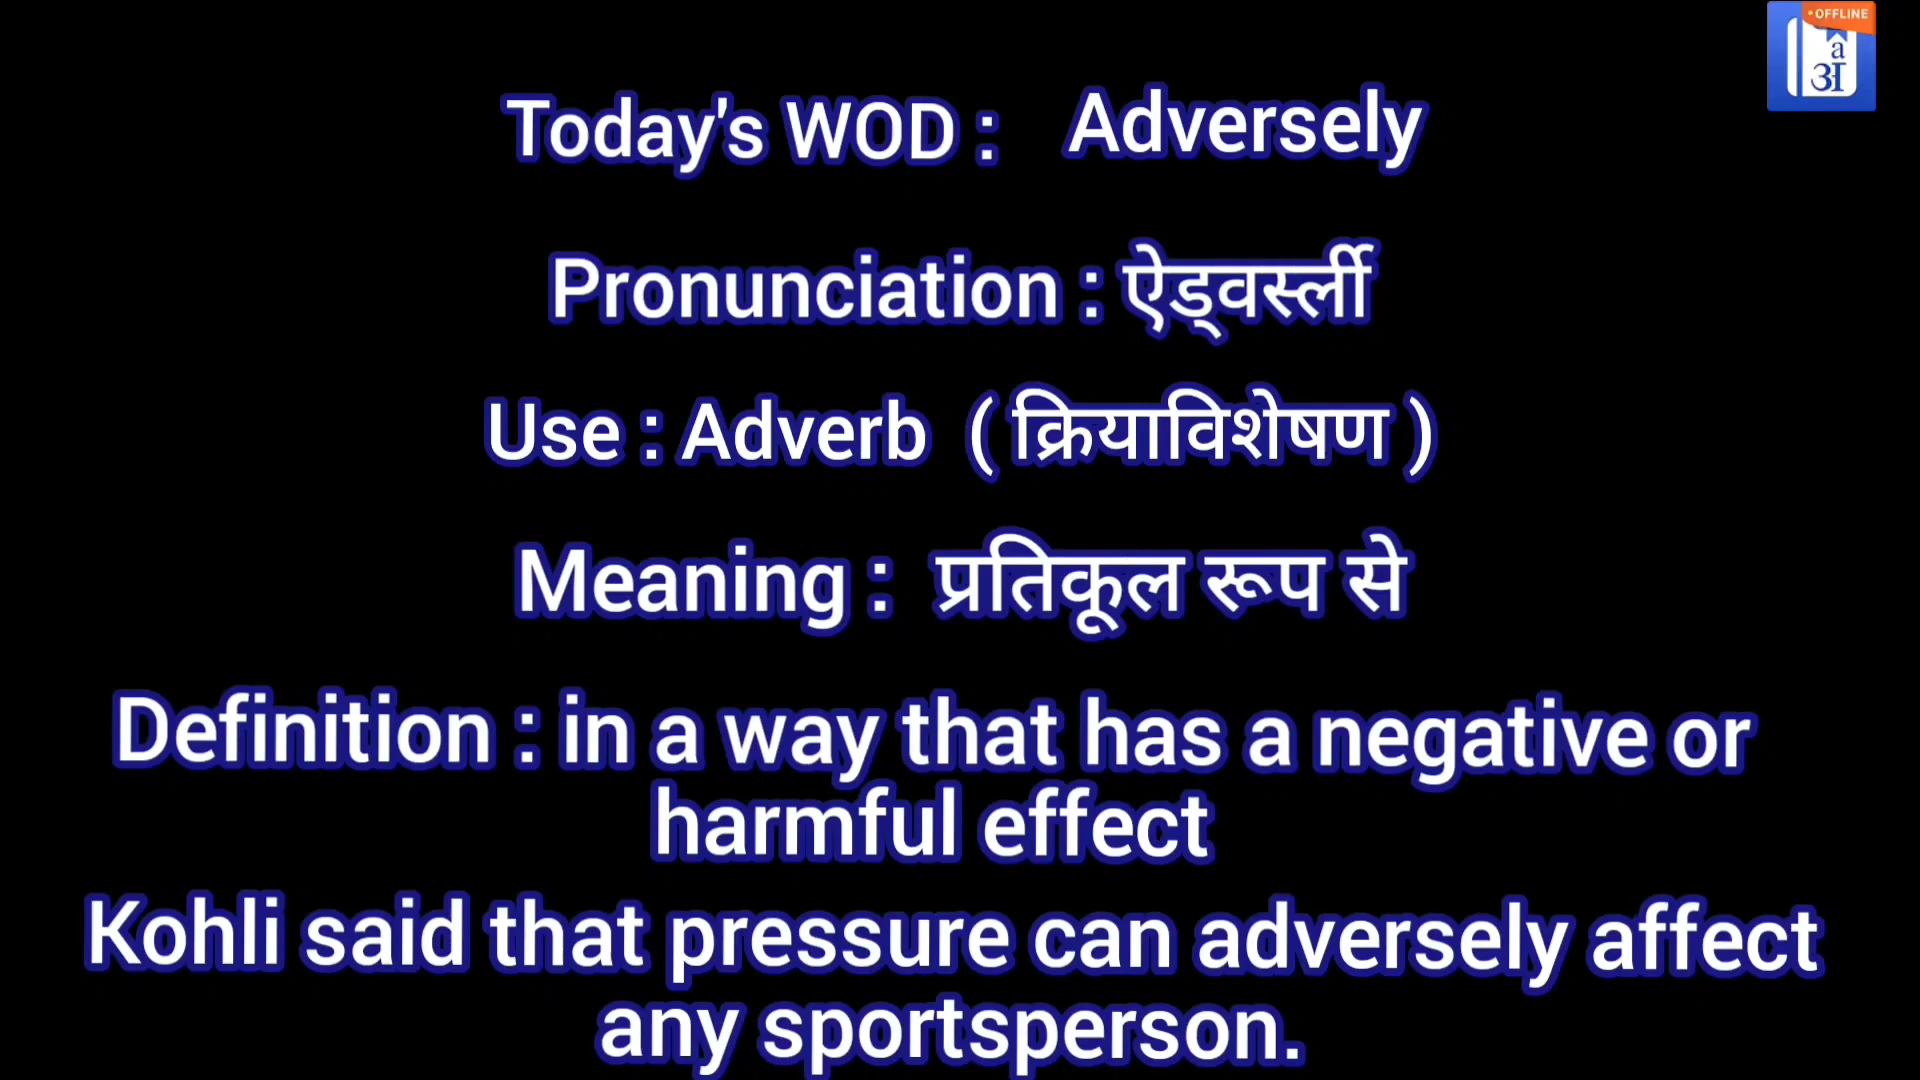 • OFFLINE
a
अ
Today's WOD : Adversely
Pronunciation : ऐड्वर्स्ली
Use : Adverb ( क्रियाविशेषण )
Meaning : प्रतिकूल रूप से
Definition : in a way that has a negative or
harmful effect
Kohli said that pressure can adversely affect
any sportsperson.